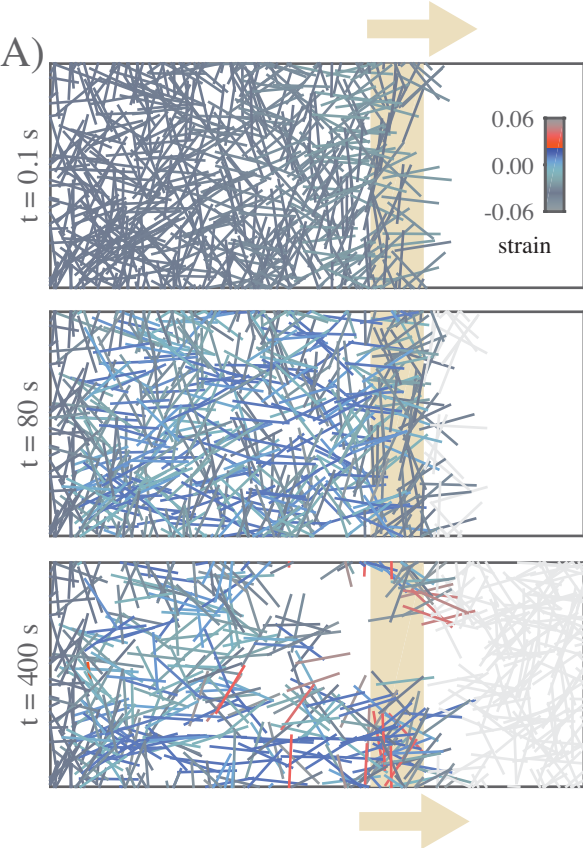 A)
t = 0.1 s
0.06
0.00
-0.06
strain
t = 80 s
t = 400 s